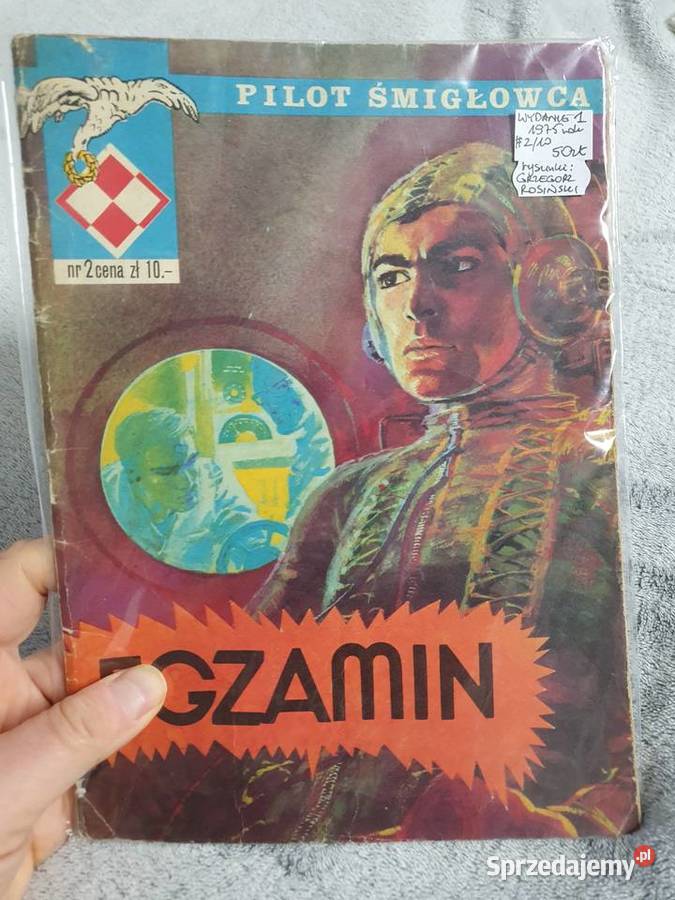 PILOT ŚMIGŁOWCA
WYDANIE 1
1975 rok
#2/10
50zł
rysunki:
GRZEGORZ
ROSIŃSKI
nr 2 cena zł 10.-
EGZAMIN
Sprzedajemy.pl